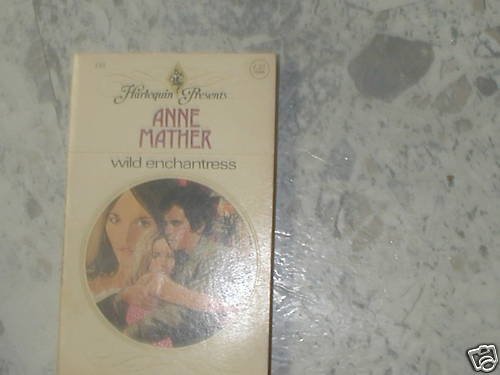 Harlequin Presents
ANNE
MATHER
wild enchantress